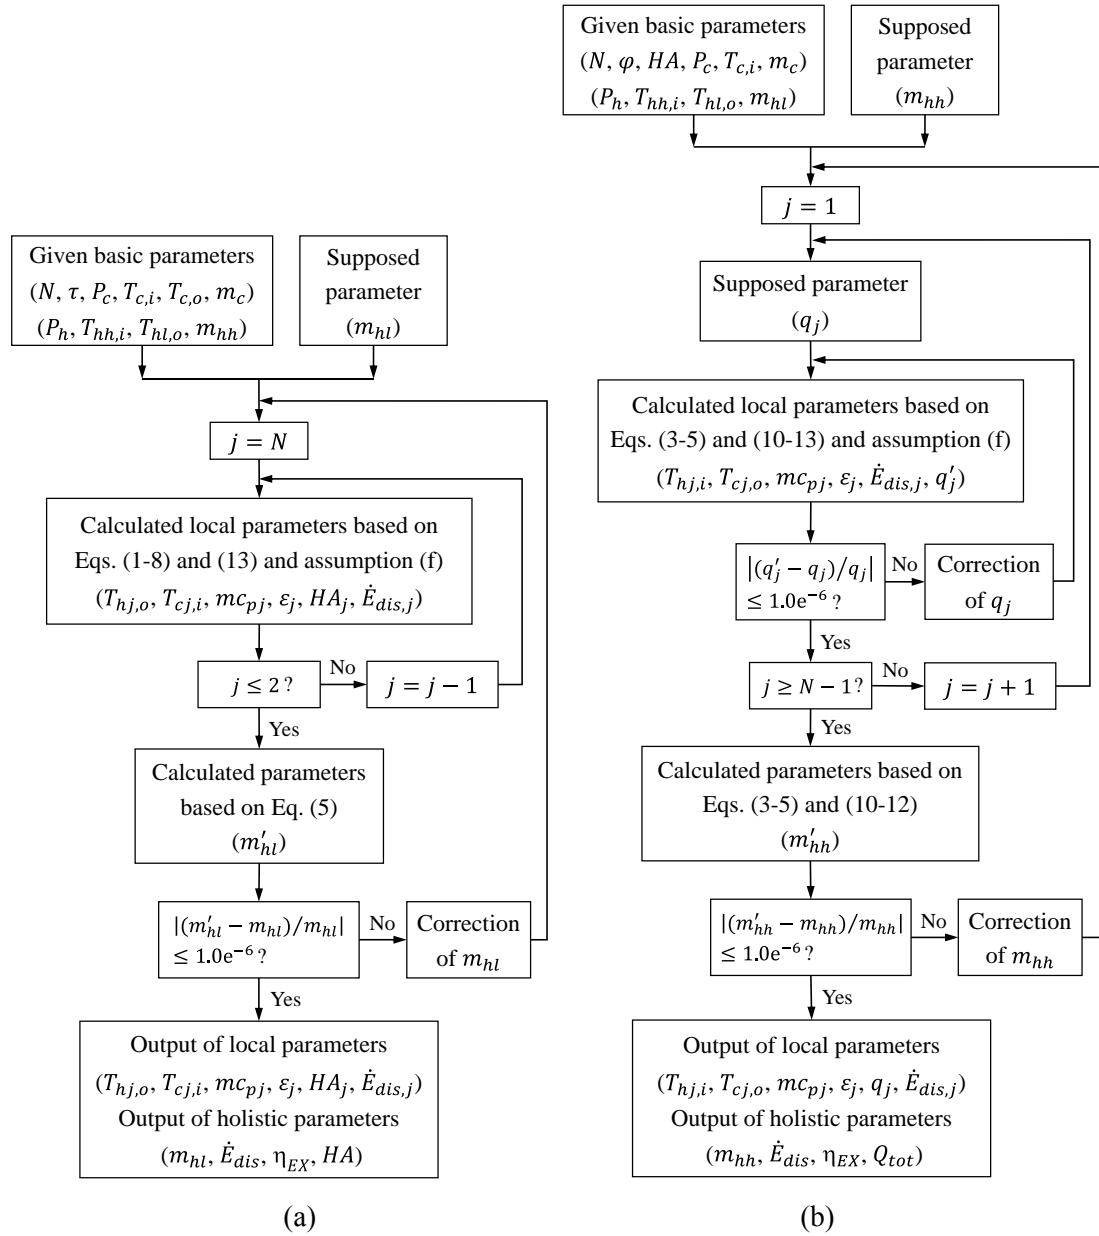 Given basic parameters
(N, τ, P_c, T_{c,i}, T_{c,o}, m_c)
(P_h, T_{hh,i}, T_{hl,o}, m_{hh})
Supposed
parameter
(m_{hl})
j = N
Calculated local parameters based on
Eqs. (1-8) and (13) and assumption (f)
(T_{hj,o}, T_{cj,i}, mc_{pj}, ε_j, HA_j, Ė_{dis,j})
j ≤ 2 ?
No
j = j − 1
Yes
Calculated parameters
based on Eq. (5)
(m′_{hl})
|(m′_{hl} − m_{hl})/m_{hl}|
≤ 1.0e^{−6} ?
No
Correction
of m_{hl}
Yes
Output of local parameters
(T_{hj,o}, T_{cj,i}, mc_{pj}, ε_j, HA_j, Ė_{dis,j})
Output of holistic parameters
(m_{hl}, Ė_{dis}, η_{EX}, HA)
(a)
Given basic parameters
(N, φ, HA, P_c, T_{c,i}, m_c)
(P_h, T_{hh,i}, T_{hl,o}, m_{hl})
Supposed
parameter
(m_{hh})
j = 1
Supposed parameter
(q_j)
Calculated local parameters based on
Eqs. (3-5) and (10-13) and assumption (f)
(T_{hj,i}, T_{cj,o}, mc_{pj}, ε_j, Ė_{dis,j}, q′_j)
|(q′_j − q_j)/q_j|
≤ 1.0e^{−6} ?
No
Correction
of q_j
Yes
j ≥ N − 1?
No
j = j + 1
Yes
Calculated parameters based on
Eqs. (3-5) and (10-12)
(m′_{hh})
|(m′_{hh} − m_{hh})/m_{hh}|
≤ 1.0e^{−6} ?
No
Correction
of m_{hh}
Yes
Output of local parameters
(T_{hj,i}, T_{cj,o}, mc_{pj}, ε_j, q_j, Ė_{dis,j})
Output of holistic parameters
(m_{hh}, Ė_{dis}, η_{EX}, Q_{tot})
(b)